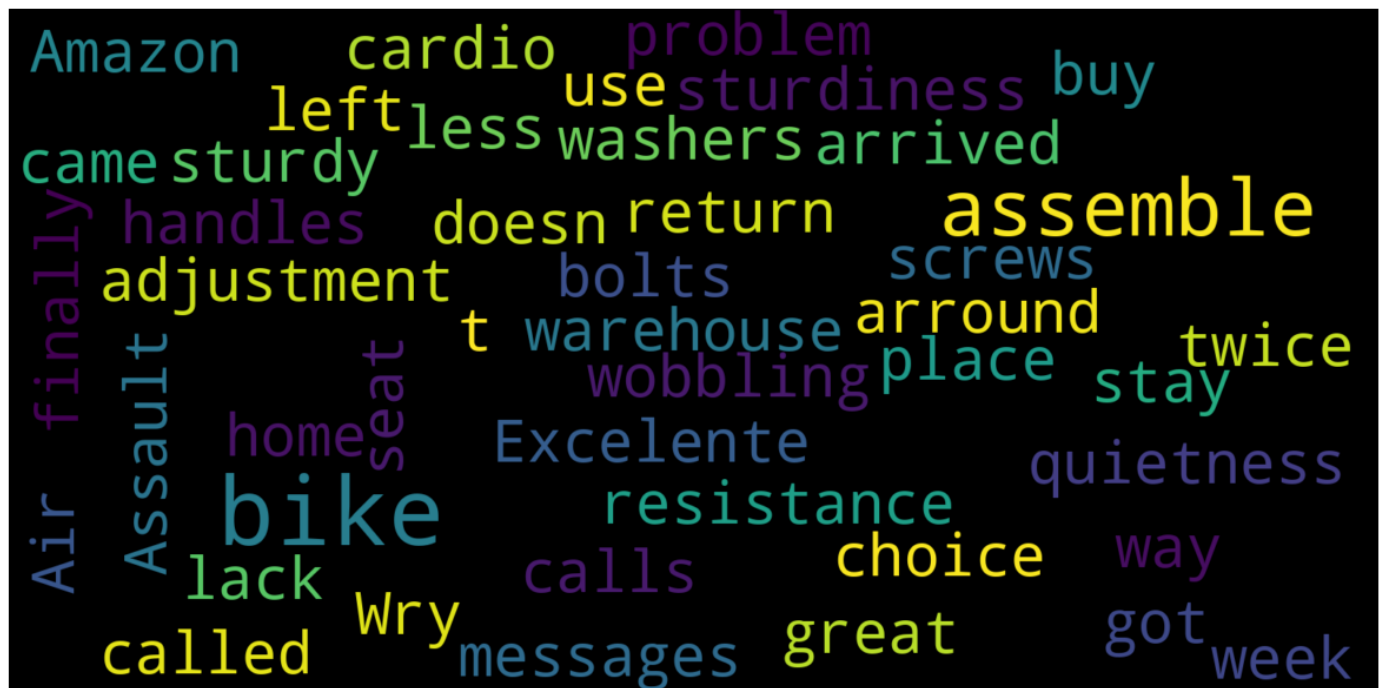 Amazon
cardio
problem
buy
use
sturdiness
left
less
washers
arrived
came
sturdy
assemble
handles
doesn
return
finally
adjustment
bolts
screws
arround
t
warehouse
twice
place
wobbling
stay
Assault
seat
home
Excelente
quietness
bike
resistance
Air
choice
way
lack
calls
Wry
great
got
called
messages
week